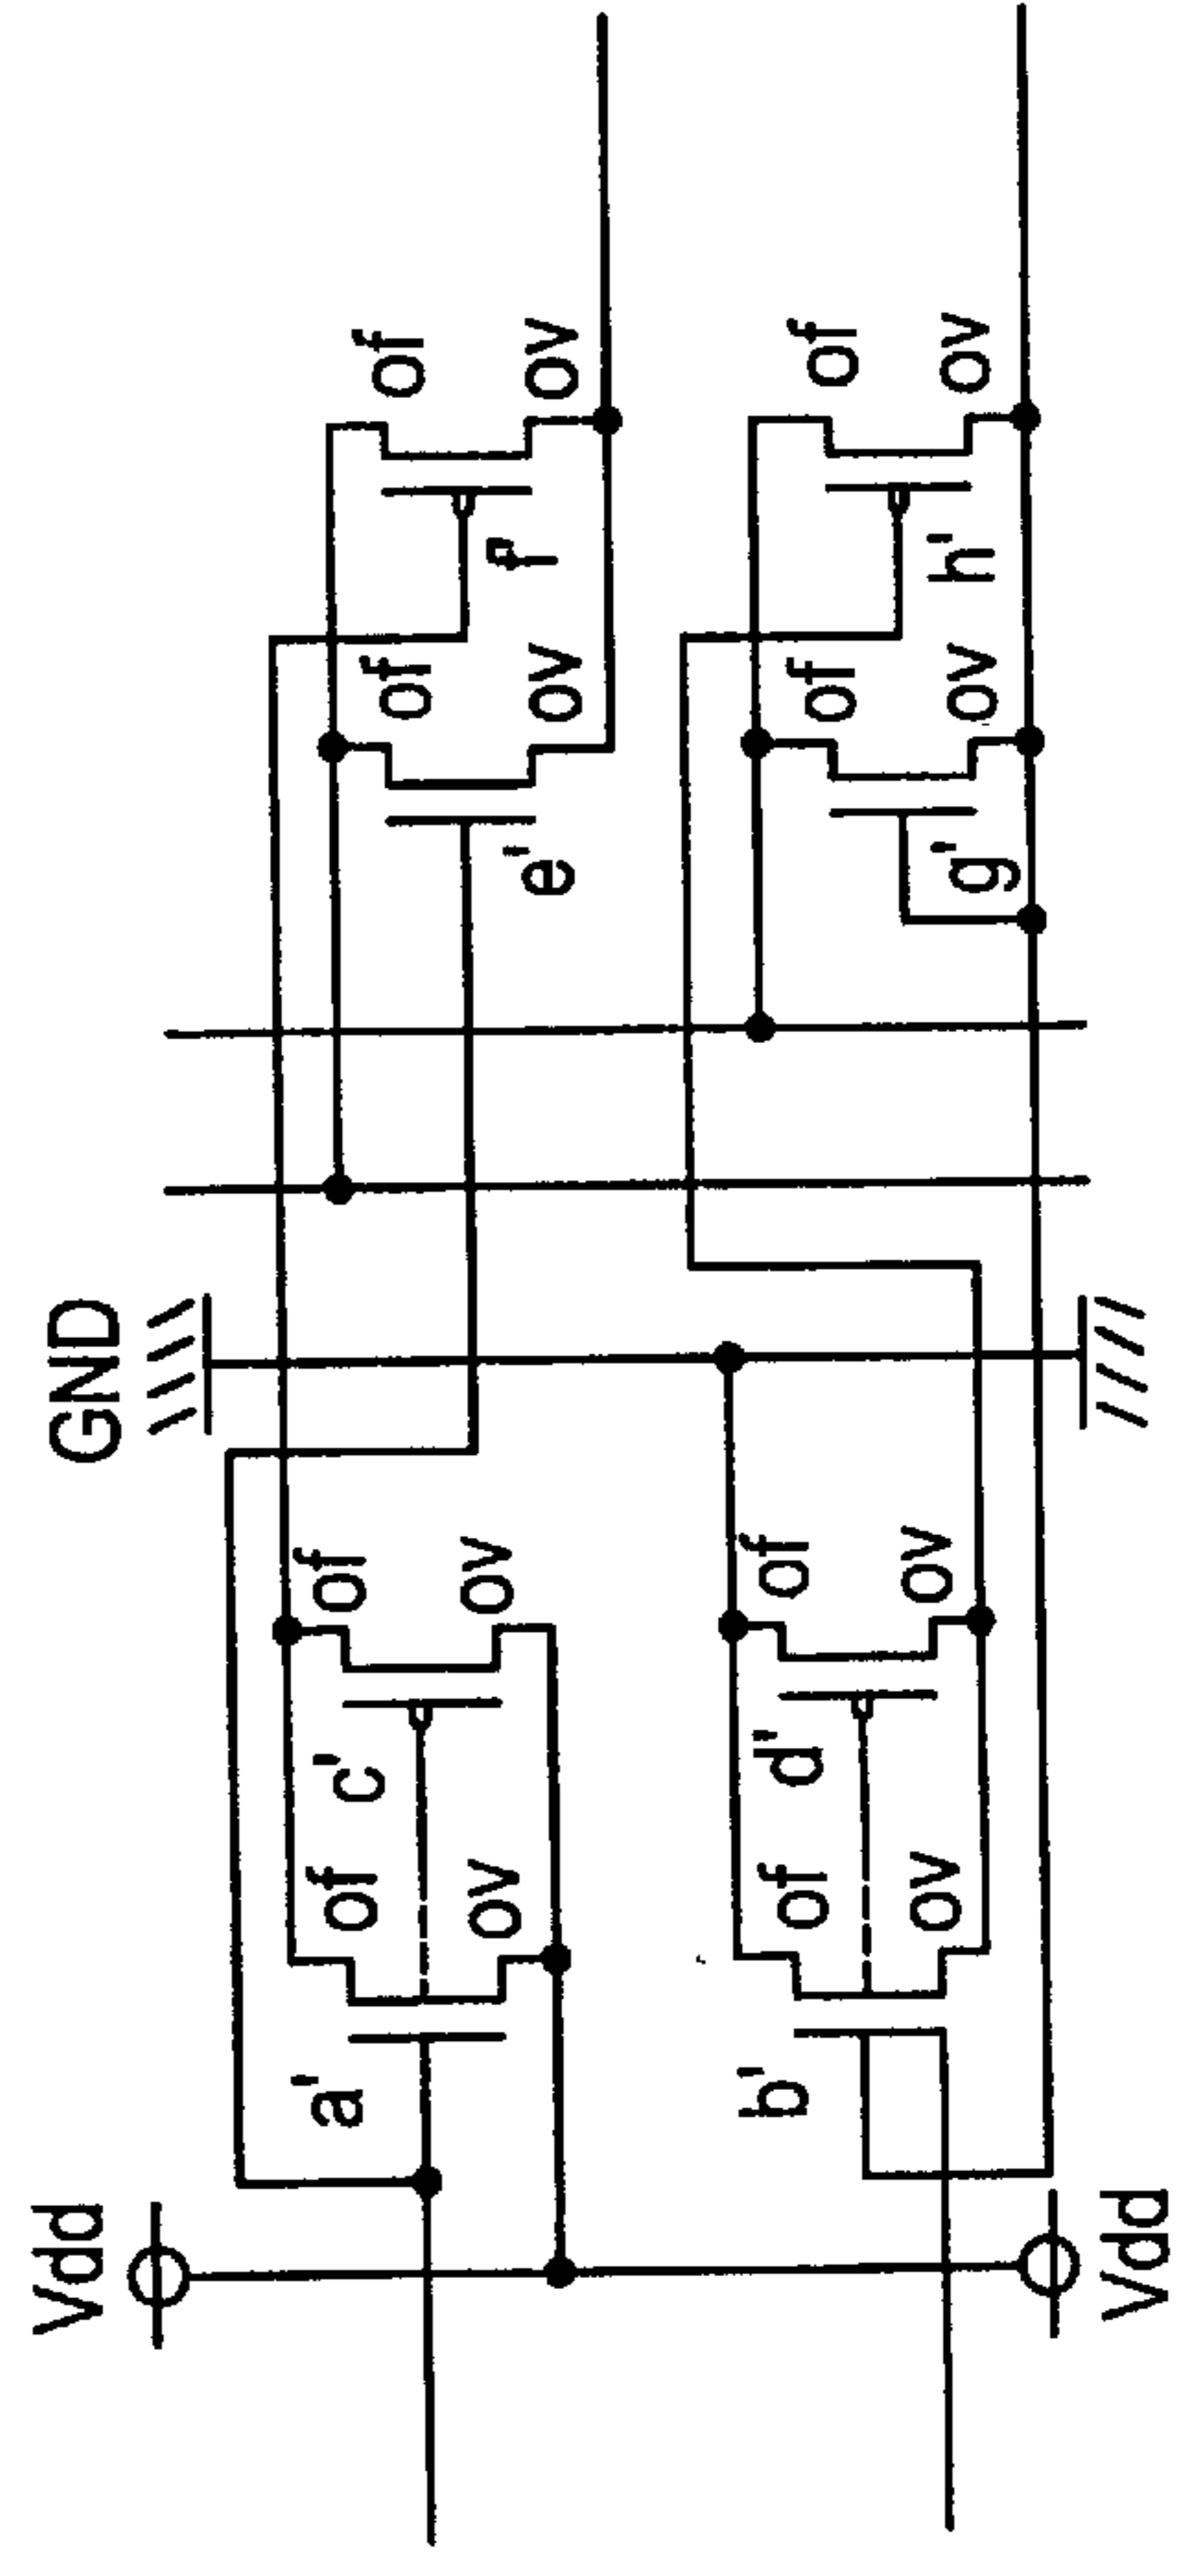 Vdd GND
a' of c' of of of
ov ov e' ov f' ov
b' of d' of of of
ov ov g' ov h' ov
Vdd